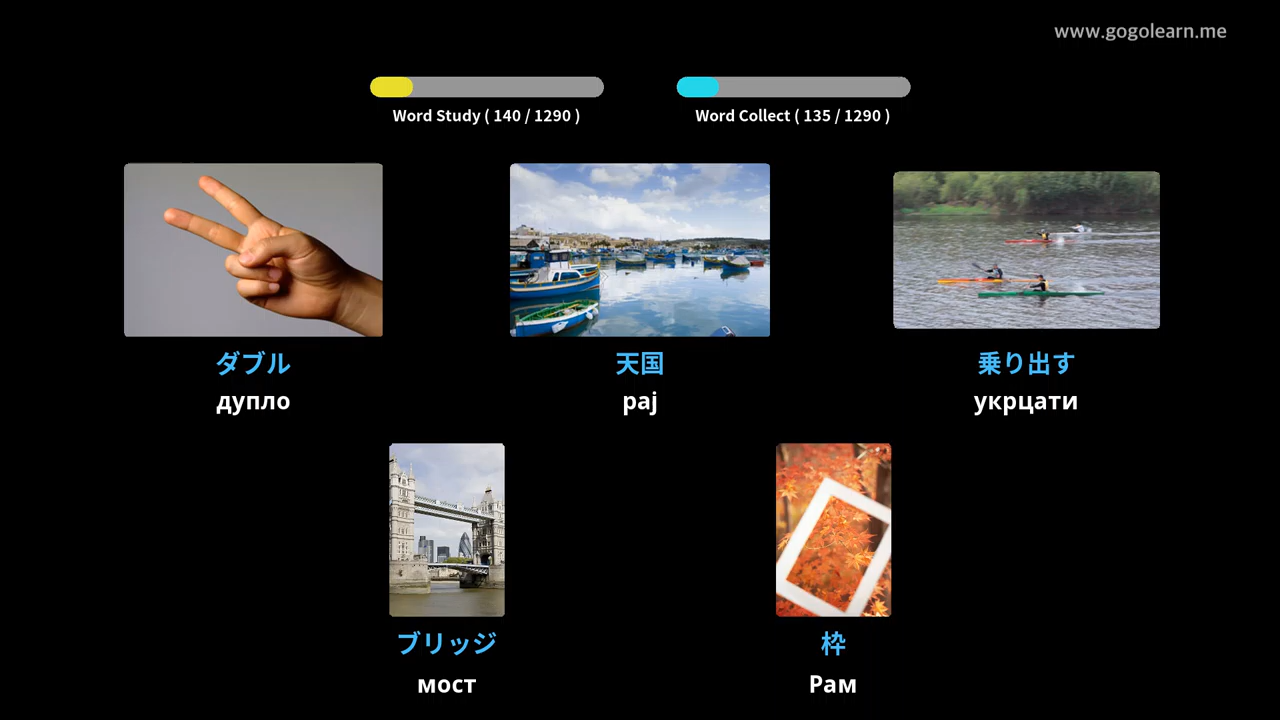 www.gogolearn.me
Word Study ( 140 / 1290 )
Word Collect ( 135 / 1290 )
ダブル
дупло
天国
рај
乗り出す
укрцати
ブリッジ
мост
枠
Рам